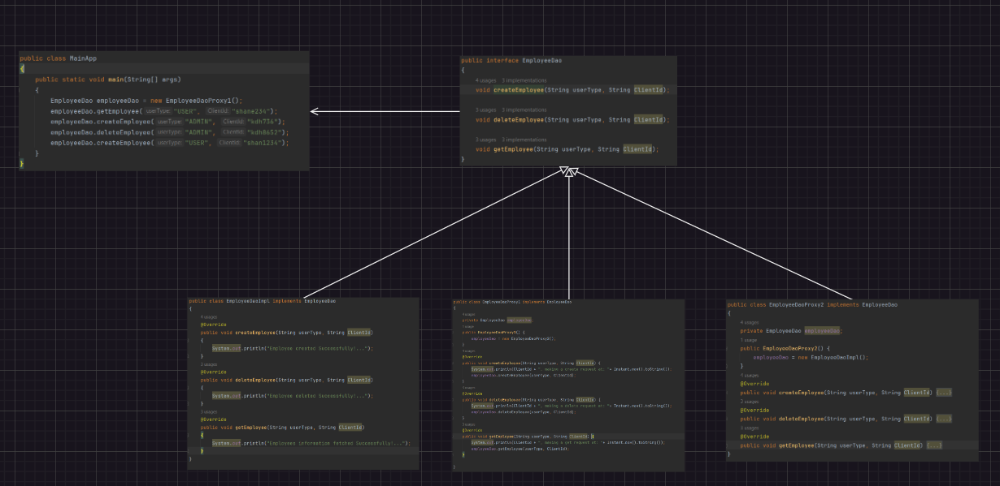 public class MainApp
{
public static void main(String[] args)
{
EmployeeDao employeeDao = new EmployeeDaoProxy1();
employeeDao.getEmployee( userType: "USER", ClientId: "shane234");
employeeDao.createEmployee( userType: "ADMIN", ClientId: "kdh736");
employeeDao.deleteEmployee( userType: "ADMIN", ClientId: "kdh8652");
employeeDao.createEmployee( userType: "USER", ClientId: "shan1234");
}
}
public interface EmployeeDao
{
4 usages 3 implementations
void createEmployee(String userType, String ClientId);
3 usages 3 implementations
void deleteEmployee(String userType, String ClientId);
3 usages 3 implementations
void getEmployee(String userType, String ClientId);
}
public class EmployeeDaoImpl implements EmployeeDao
{
4 usages
@Override
public void createEmployee(String userType, String ClientId)
{
System.out.println("Employee created Successfully!...");
}
3 usages
@Override
public void deleteEmployee(String userType, String ClientId)
{
System.out.println("Employee deleted Successfully!...");
}
3 usages
@Override
public void getEmployee(String userType, String ClientId)
{
System.out.println("Employees information fetched Successfully!...");
}
}
public class EmployeeDaoProxy1 implements EmployeeDao
{
4 usages
private EmployeeDao employeeDao;
1 usage
public EmployeeDaoProxy1() {
employeeDao = new EmployeeDaoProxy2();
}
4 usages
@Override
public void createEmployee(String userType, String ClientId) {
System.out.println(ClientId + ", making a create request at: "+ Instant.now().toString());
employeeDao.createEmployee(userType, ClientId);
}
3 usages
@Override
public void deleteEmployee(String userType, String ClientId) {
System.out.println(ClientId + ", making a delete request at: "+ Instant.now().toString());
employeeDao.deleteEmployee(userType, ClientId);
}
3 usages
@Override
public void getEmployee(String userType, String ClientId) {
System.out.println(ClientId + ", making a get request at: "+ Instant.now().toString());
employeeDao.getEmployee(userType, ClientId);
}
}
public class EmployeeDaoProxy2 implements EmployeeDao
{
4 usages
private EmployeeDao employeeDao;
1 usage
public EmployeeDaoProxy2() {
employeeDao = new EmployeeDaoImpl();
}
4 usages
@Override
public void createEmployee(String userType, String ClientId) {...}
3 usages
@Override
public void deleteEmployee(String userType, String ClientId) {...}
3 usages
@Override
public void getEmployee(String userType, String ClientId) {...}
}